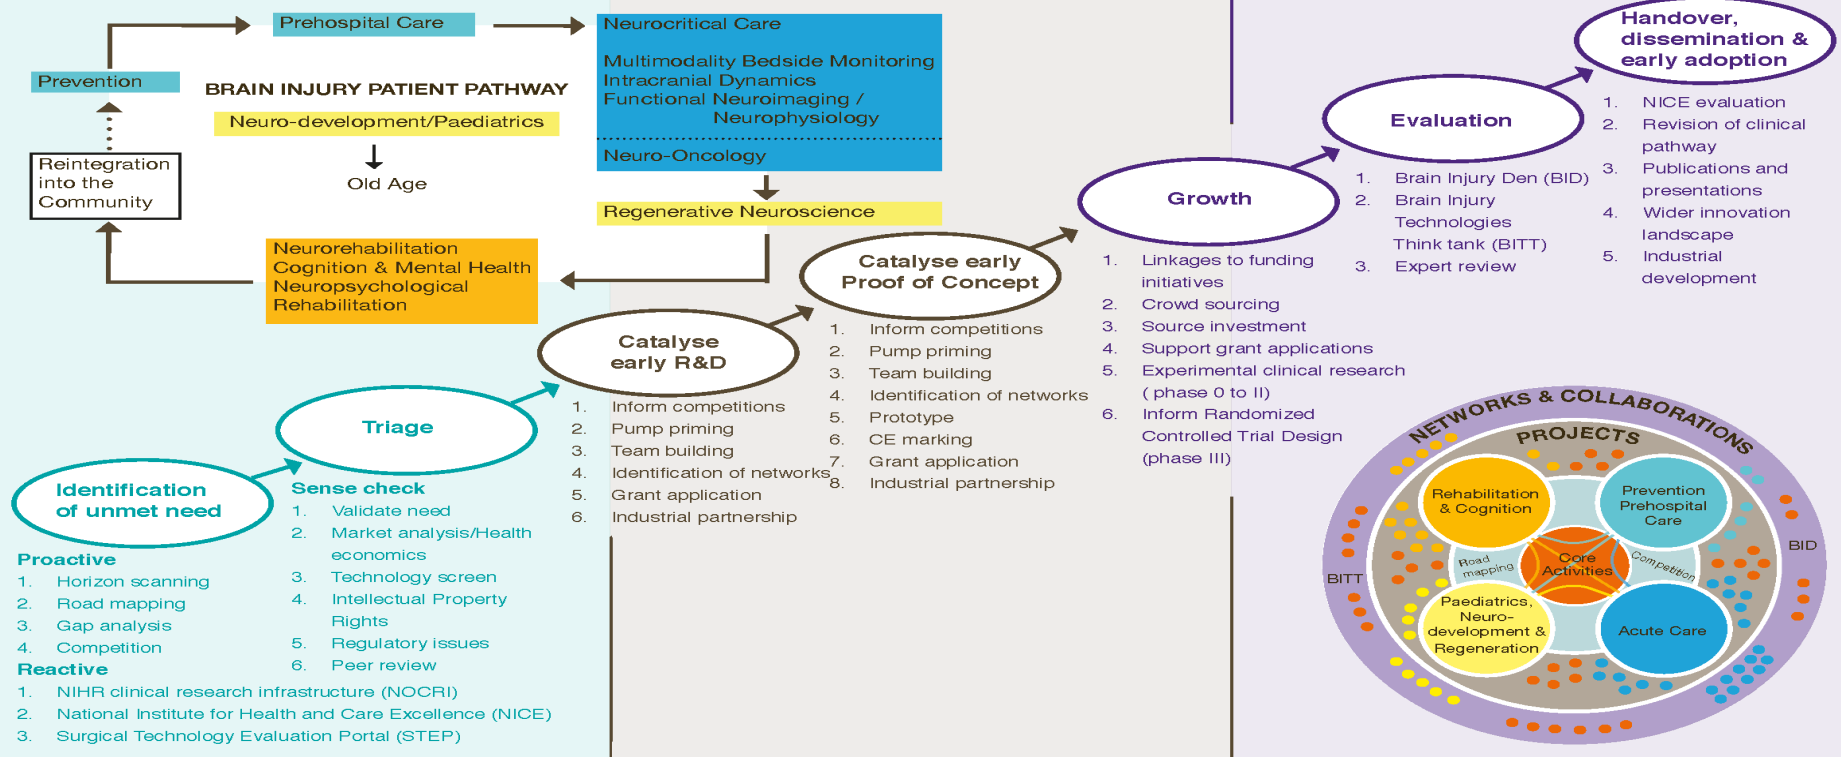 Prehospital Care
Prevention
BRAIN INJURY PATIENT PATHWAY
Neuro-development/Paediatrics
Old Age
Reintegration
into the
Community
Neurocritical Care
Multimodality Bedside Monitoring
Intracranial Dynamics
Functional Neuroimaging /
Neurophysiology
Neuro-Oncology
Regenerative Neuroscience
Neurorehabilitation
Cognition & Mental Health
Neuropsychological
Rehabilitation
Identification
of unmet need
Proactive
1. Horizon scanning
2. Road mapping
3. Gap analysis
4. Competition
Reactive
1. NIHR clinical research infrastructure (NOCRI)
2. National Institute for Health and Care Excellence (NICE)
3. Surgical Technology Evaluation Portal (STEP)
Triage
Sense check
1. Validate need
2. Market analysis/Health
economics
3. Technology screen
4. Intellectual Property
Rights
5. Regulatory issues
6. Peer review
Catalyse
early R&D
1. Inform competitions
2. Pump priming
3. Team building
4. Identification of networks
5. Grant application
6. Industrial partnership
Catalyse early
Proof of Concept
1. Inform competitions
2. Pump priming
3. Team building
4. Identification of networks
5. Prototype
6. CE marking
7. Grant application
8. Industrial partnership
Growth
1. Linkages to funding
initiatives
2. Crowd sourcing
3. Source investment
4. Support grant applications
5. Experimental clinical research
( phase 0 to II)
6. Inform Randomized
Controlled Trial Design
(phase III)
Evaluation
1. Brain Injury Den (BID)
2. Brain Injury
Technologies
Think tank (BITT)
3. Expert review
Handover,
dissemination &
early adoption
1. NICE evaluation
2. Revision of clinical
pathway
3. Publications and
presentations
4. Wider innovation
landscape
5. Industrial
development
NETWORKS & COLLABORATIONS
PROJECTS
Rehabilitation
& Cognition
Prevention
Prehospital
Care
BITT
Road
mapping
Core
Activities
Competition
BID
Paediatrics,
Neuro-
development &
Regeneration
Acute Care